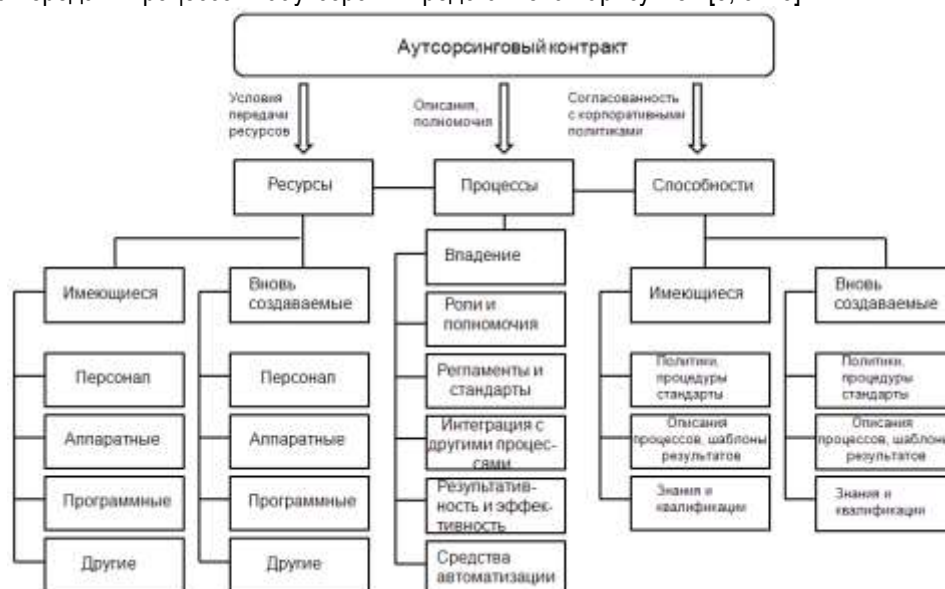 Аутсорсинговый контракт
Условия
передачи
ресурсов
Описания,
полномочия
Согласованность
с корпоративными
политиками
Ресурсы
Процессы
Способности
Имеющиеся
Персонал
Аппаратные
Программные
Другие
Вновь
создаваемые
Персонал
Аппаратные
Программные
Другие
Владение
Роли и
полномочия
Регламенты и
стандарты
Интеграция с
другими процес-
сями
Результатив-
ность и эффек-
тивность
Средства
автоматизации
Имеющиеся
Политики,
процедуры
стандарты
Описания
процессов, шаблоны
результатов
Знания и
квалификации
Вновь
создаваемые
Политики,
процедуры
стандарты
Описания
процессов, шаблоны
результатов
Знания и
квалификации